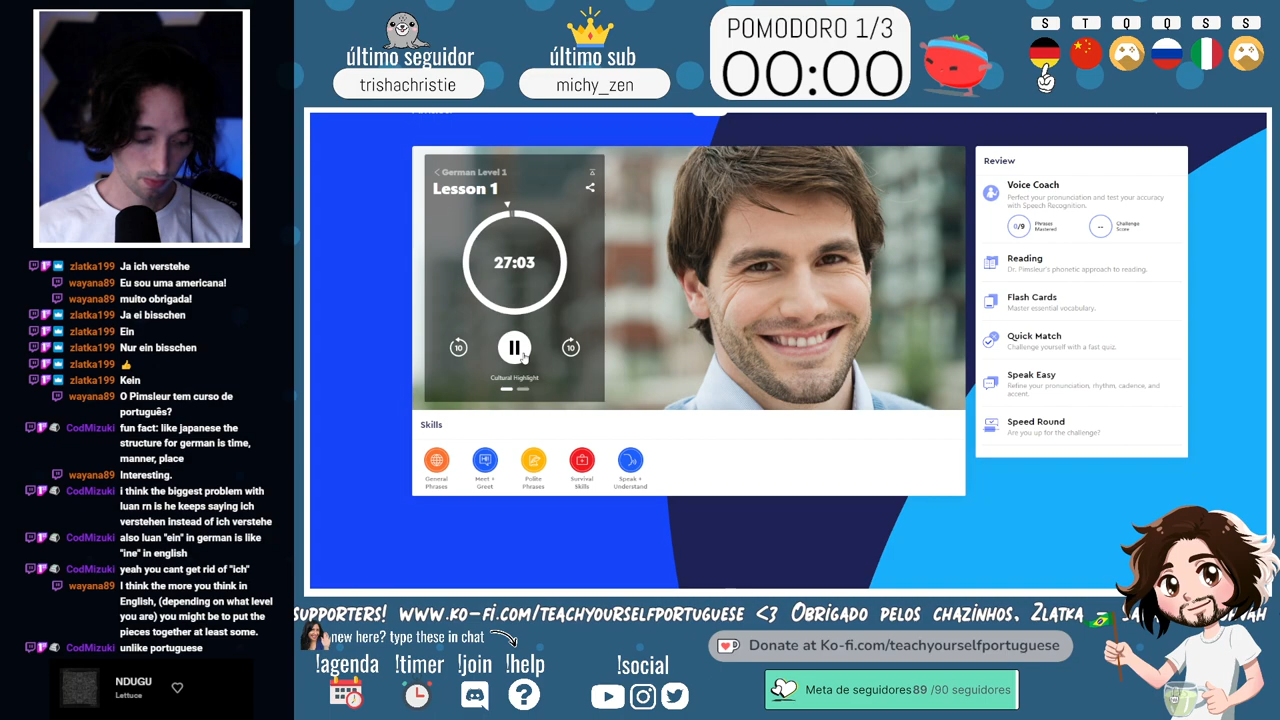 último seguidor
trishachristie
último sub
michy_zen
POMODORO 1/3
00:00
S T Q Q S S
German Level 1
Lesson 1
27:03
10
10
Cultural Highlight
Skills
General Phrases
Meet + Greet
Polite Phrases
Survival Skills
Speak + Understand
Review
Voice Coach
Perfect your pronunciation and test your accuracy
with Speech Recognition.
0/9 Phrases Mastered
-- Challenge Score
Reading
Dr. Pimsleur's phonetic approach to reading.
Flash Cards
Master essential vocabulary.
Quick Match
Challenge yourself with a fast quiz.
Speak Easy
Refine your pronunciation, rhythm, cadence, and
accent.
Speed Round
Are you up for the challenge?
zlatka199 Ja ich verstehe
wayana89 Eu sou uma americana!
wayana89 muito obrigada!
zlatka199 Ja ei bisschen
zlatka199 Ein
zlatka199 Nur ein bisschen
zlatka199 👍
zlatka199 Kein
wayana89 O Pimsleur tem curso de
português?
CodMizuki fun fact: like japanese the
structure for german is time,
manner, place
wayana89 Interesting.
CodMizuki i think the biggest problem with
luan rn is he keeps saying ich
verstehen instead of ich verstehe
CodMizuki also luan "ein" in german is like
"ine" in english
CodMizuki yeah you cant get rid of "ich"
wayana89 I think the more you think in
English, (depending on what level
you are) you might be to put the
pieces together at least some.
CodMizuki unlike portuguese
NDUGU
Lettuce
SUPPORTERS! WWW.KO-FI.COM/TEACHYOURSELFPORTUGUESE <3 OBRIGADO PELOS CHAZINHOS, ZLATKA
new here? type these in chat
!agenda !timer !join !help !social
Donate at Ko-fi.com/teachyourselfportuguese
Meta de seguidores 89 /90 seguidores